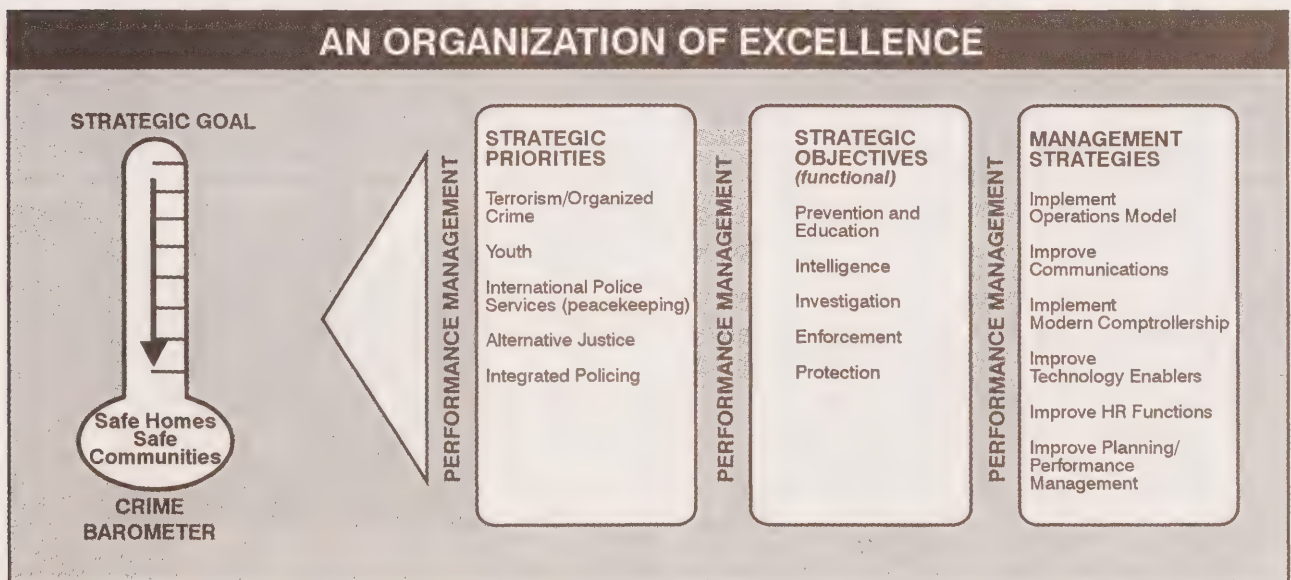 AN ORGANIZATION OF EXCELLENCE
STRATEGIC GOAL
Safe Homes
Safe
Communities
CRIME
BAROMETER
PERFORMANCE MANAGEMENT
STRATEGIC
PRIORITIES
Terrorism/Organized
Crime
Youth
International Police
Services (peacekeeping)
Alternative Justice
Integrated Policing
PERFORMANCE MANAGEMENT
STRATEGIC
OBJECTIVES
(functional)
Prevention and
Education
Intelligence
Investigation
Enforcement
Protection
PERFORMANCE MANAGEMENT
MANAGEMENT
STRATEGIES
Implement
Operations Model
Improve
Communications
Implement
Modern Comptrollership
Improve
Technology Enablers
Improve HR Functions
Improve Planning/
Performance
Management